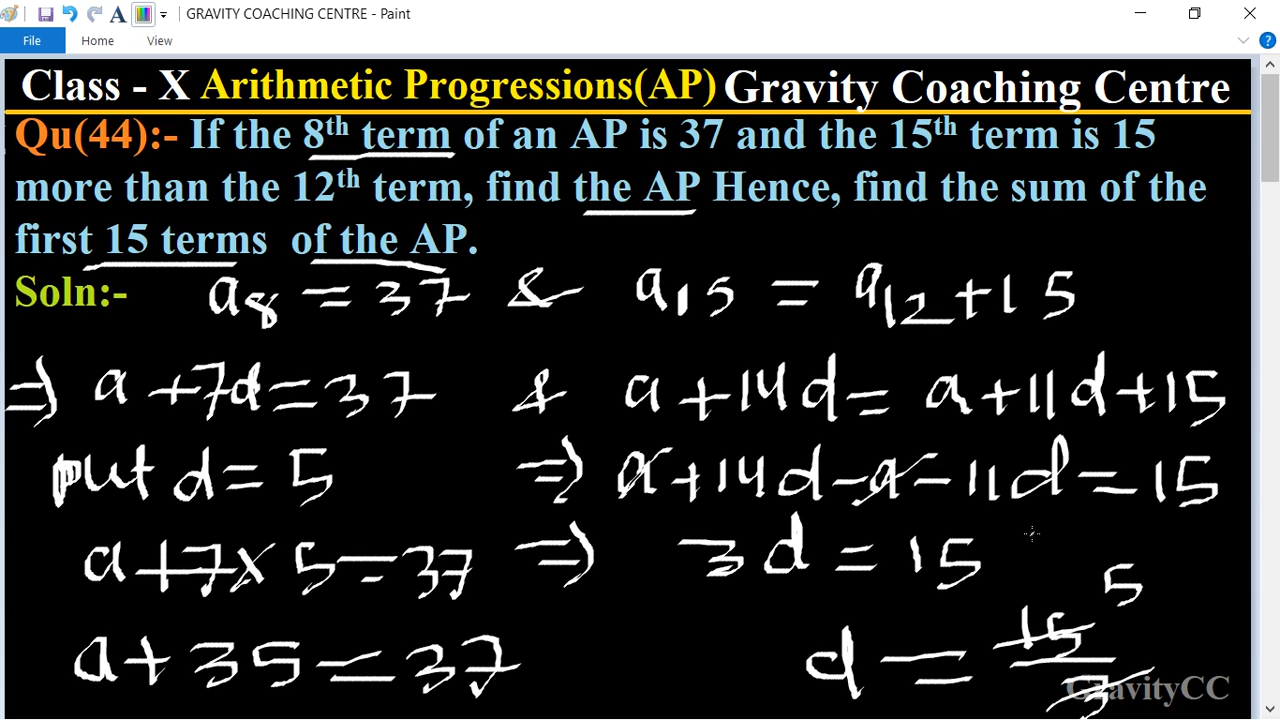 GRAVITY COACHING CENTRE - Paint
File Home View
Class - X Arithmetic Progressions(AP) Gravity Coaching Centre
Qu(44):- If the 8th term of an AP is 37 and the 15th term is 15
more than the 12th term, find the AP Hence, find the sum of the
first 15 terms of the AP.
Soln:- a8 = 37 & a15 = a12 + 15
=> a + 7d = 37 & a + 14d = a + 11d + 15
put d = 5 => a + 14d - a - 11d = 15
a + 7 x 5 = 37 => 3d = 15
5
a + 35 = 37 d = 15/3
GravityCC